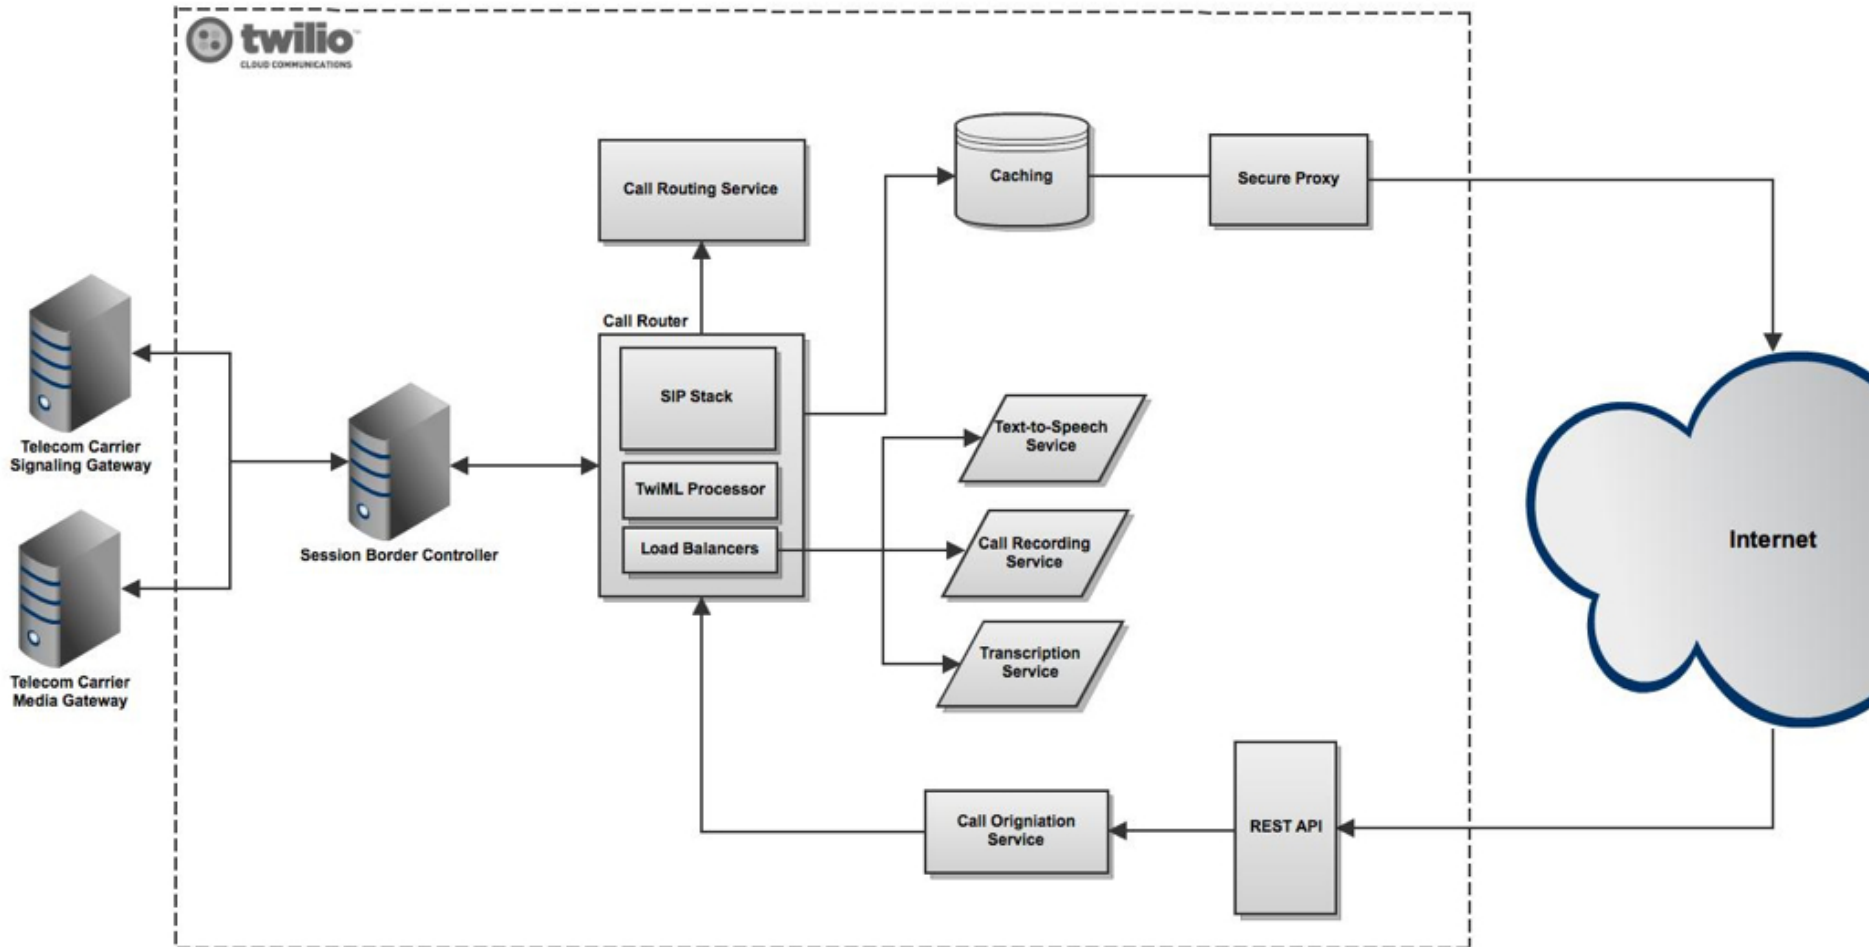 twilio™
CLOUD COMMUNICATIONS
Call Routing Service
Caching
Secure Proxy
Call Router
SIP Stack
TwiML Processor
Load Balancers
Telecom Carrier
Signaling Gateway
Session Border Controller
Telecom Carrier
Media Gateway
Text-to-Speech
Sevice
Call Recording
Service
Transcription
Service
Internet
Call Origniation
Service
REST API